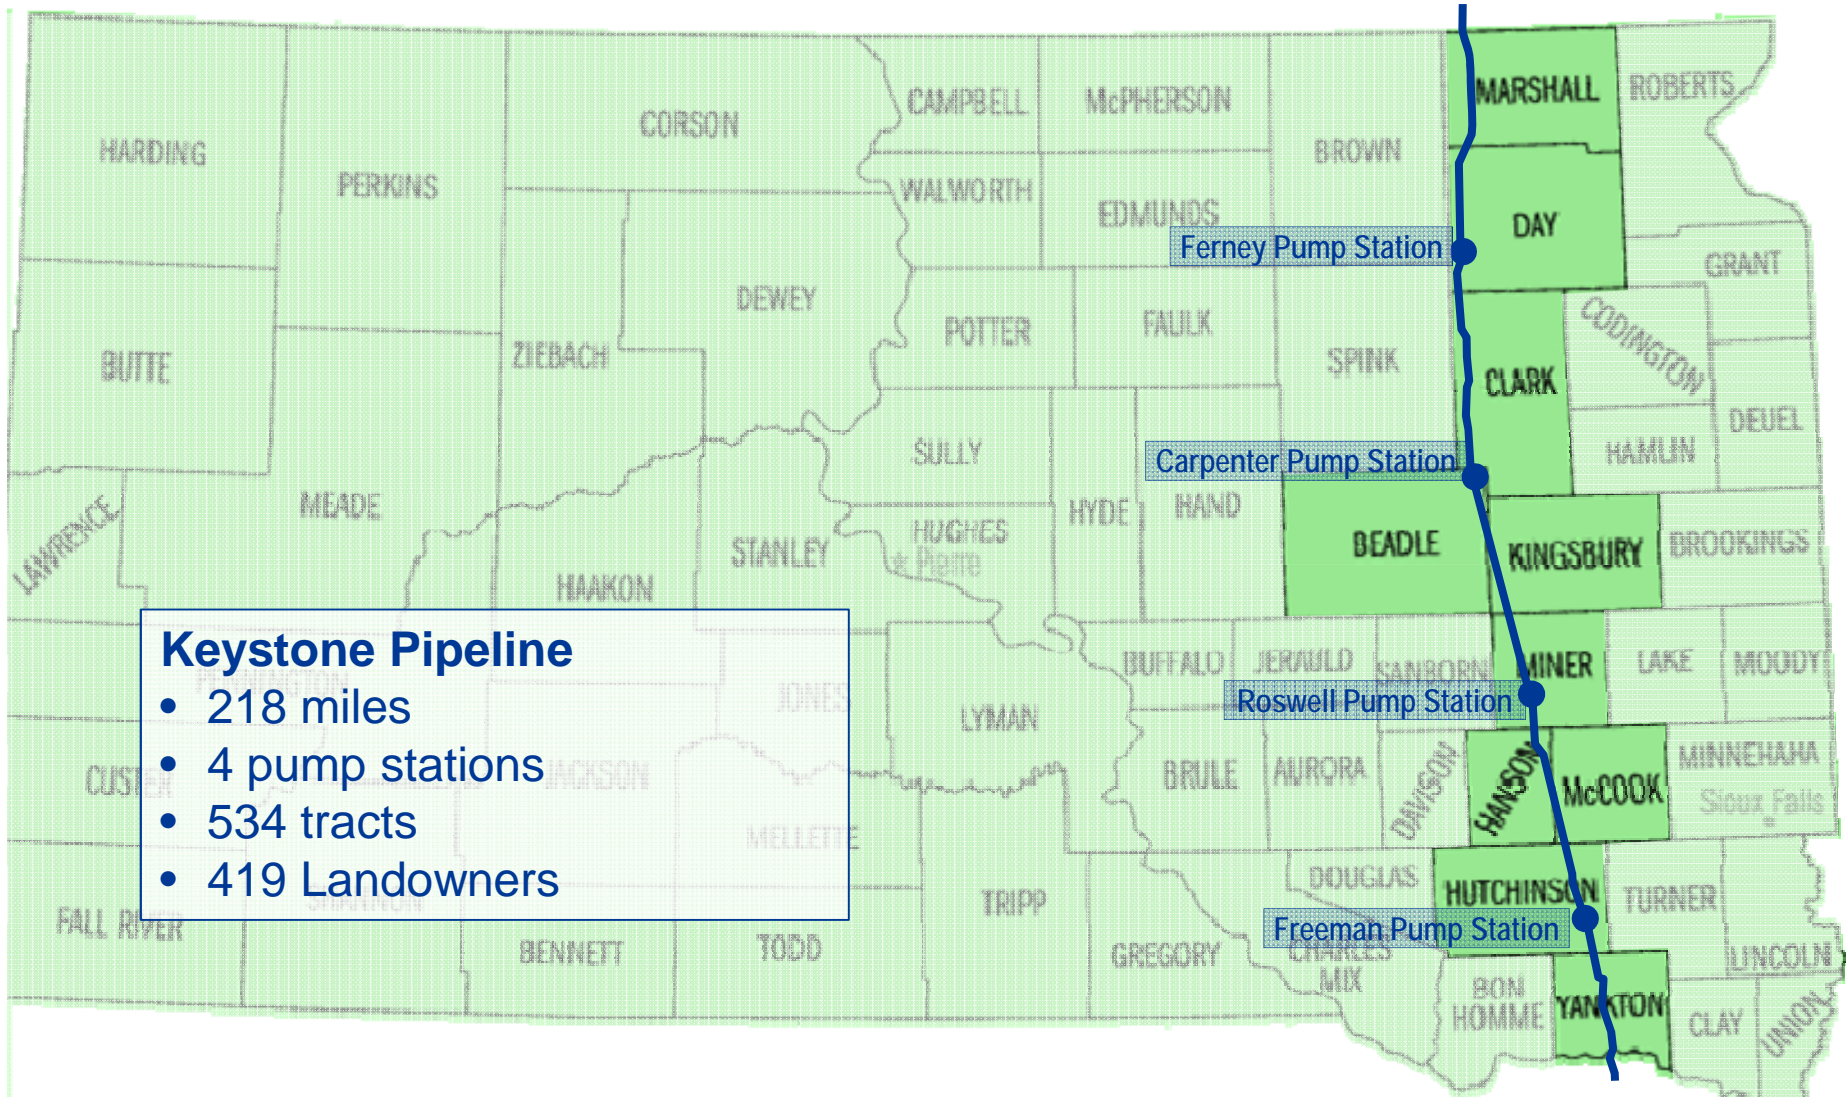 MARSHALL
ROBERTS
CAMPBELL
McPHERSON
CORSON
HARDING
BROWN
PERKINS
WALWORTH
EDMUNDS
DAY
Ferney Pump Station
GRANT
DEWEY
POTTER
FAULK
CODINGTON
ZIEBACH
BUTTE
SPINK
CLARK
DEUEL
SULLY
HAMLIN
Carpenter Pump Station
MEADE
HYDE
HAND
LAWRENCE
HUGHES
* Pierre
STANLEY
BEADLE
KINGSBURY
BROOKINGS
HAAKON
Keystone Pipeline
PENNINGTON
• 218 miles
JONES
• 4 pump stations
JACKSON
CUSTER
• 534 tracts
MELLETTE
• 419 Landowners
SHANNON
BUFFALO
JERAULD
SANBORN
MINER
LAKE
MOODY
Roswell Pump Station
LYMAN
BRULE
AURORA
DAVISON
HANSON
McCOOK
MINNEHAHA
Sioux Falls
DOUGLAS
HUTCHINSON
TURNER
TRIPP
FALL RIVER
Freeman Pump Station
BENNETT
TODD
GREGORY
CHARLES
MIX
LINCOLN
BON
HOMME
YANKTON
CLAY
UNION